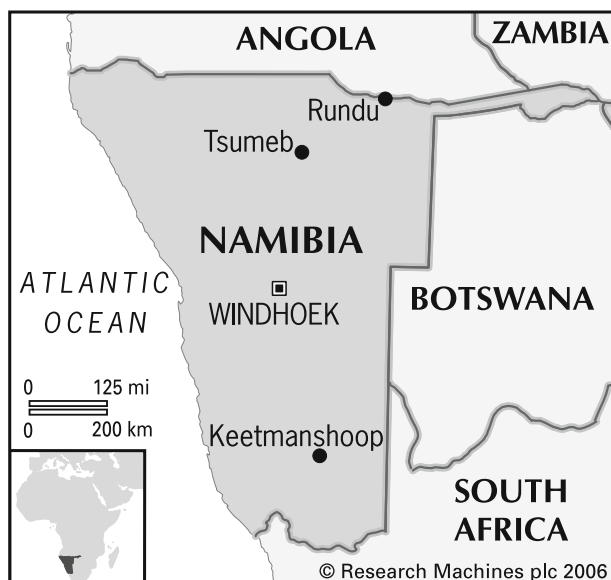 ANGOLA
ZAMBIA
Rundu
Tsumeb
NAMIBIA
ATLANTIC
OCEAN
WINDHOEK
BOTSWANA
0 125 mi
0 200 km
Keetmanshoop
SOUTH
AFRICA
© Research Machines plc 2006